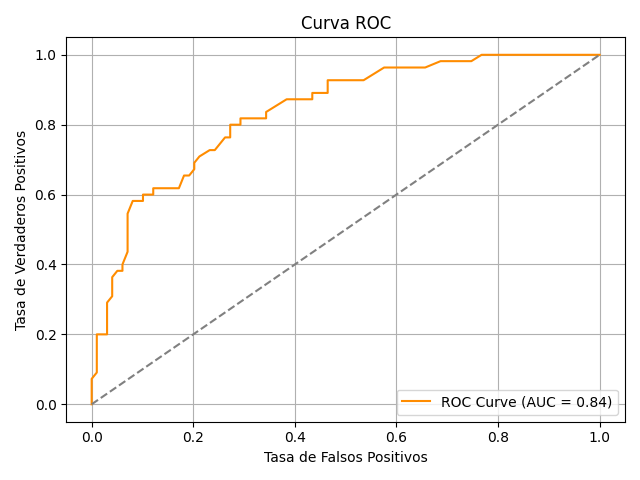 Curva ROC
Tasa de Verdaderos Positivos
1.0
0.8
0.6
0.4
0.2
0.0
0.0 0.2 0.4 0.6 0.8 1.0
Tasa de Falsos Positivos
ROC Curve (AUC = 0.84)